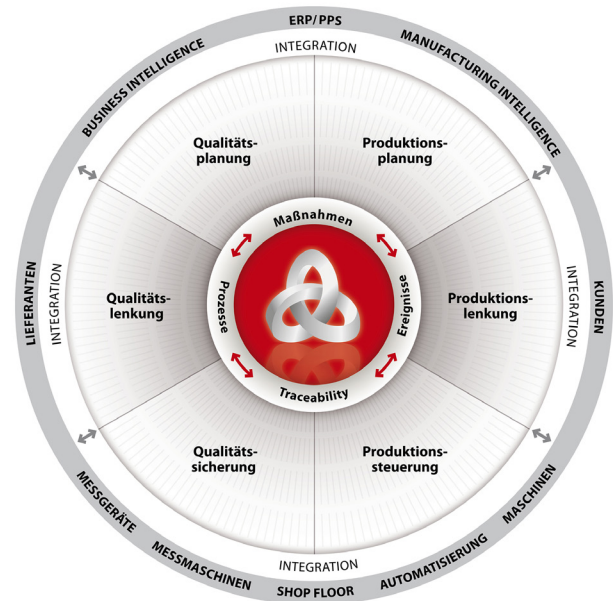 ERP/PPS
BUSINESS INTELLIGENCE
MANUFACTURING INTELLIGENCE
INTEGRATION
Qualitäts-
planung
Produktions-
planung
Maßnahmen
LIEFERANTEN
INTEGRATION
Qualitäts-
lenkung
Prozesse
Ereignisse
Produktions-
lenkung
INTEGRATION
KUNDEN
Traceability
Qualitäts-
sicherung
Produktions-
steuerung
INTEGRATION
MESSGERÄTE
MESSMASCHINEN
SHOP FLOOR
AUTOMATISIERUNG
MASCHINEN